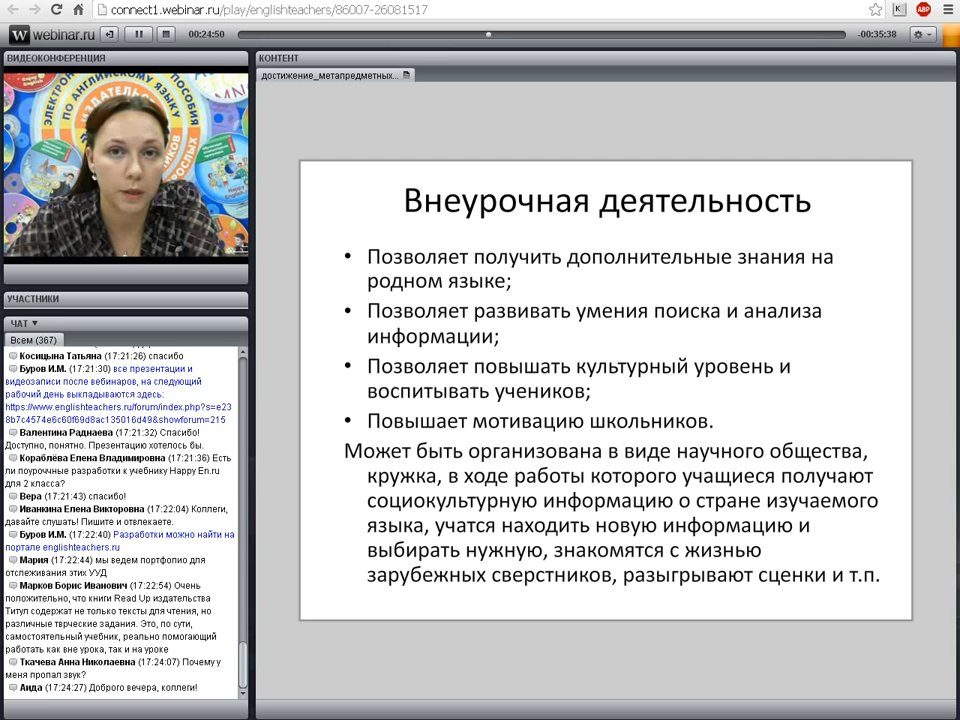 connect1.webinar.ru/play/englishteachers/86007-26081517
webinar.ru
00:24:50
-00:35:38
ВИДЕОКОНФЕРЕНЦИЯ
ЭЛЕКТРОН
ПО АНГЛИЙСКОМУ ЯЗЫКУ
ПОСОБИЯ
УЧАСТНИКИ
ЧАТ
Всем (367)
Косицына Татьяна (17:21:26) спасибо
Буров И.М. (17:21:30) все презентации и
видеозаписи после вебинаров, на следующий
рабочий день выкладываются здесь:
https://www.englishteachers.ru/forum/index.php?s=e23
8b7c4574e6c60f69d8ac135016d49&showforum=215
Валентина Раднаева (17:21:32) Спасибо!
Доступно, понятно. Презентацию хотелось бы.
Кораблёва Елена Владимировна (17:21:36) Есть
ли поурочные разработки к учебнику Happy En.ru
для 2 класса?
Вера (17:21:43) спасибо!
Иванкина Елена Викторовна (17:22:04) Коллеги,
давайте слушать! Пишите и отвлекаете.
Буров И.М. (17:22:40) Разработки можно найти на
портале englishteachers.ru
Мария (17:22:44) мы ведем портфолио для
отслеживания этих УУД
Марков Борис Иванович (17:22:54) Очень
положительно, что книги Read Up издательства
Титул содержат не только тексты для чтения, но
различные тврческие задания. Это, по сути,
самостоятельный учебник, реально помогающий
работать как вне урока, так и на уроке
Ткачева Анна Николаевна (17:24:07) Почему у
меня пропал звук?
Аида (17:24:27) Доброго вечера, коллеги!
КОНТЕНТ
достижение_метапредметных...
Внеурочная деятельность
• Позволяет получить дополнительные знания на
родном языке;
• Позволяет развивать умения поиска и анализа
информации;
• Позволяет повышать культурный уровень и
воспитывать учеников;
• Повышает мотивацию школьников.
Может быть организована в виде научного общества,
кружка, в ходе работы которого учащиеся получают
социокультурную информацию о стране изучаемого
языка, учатся находить новую информацию и
выбирать нужную, знакомятся с жизнью
зарубежных сверстников, разыгрывают сценки и т.п.